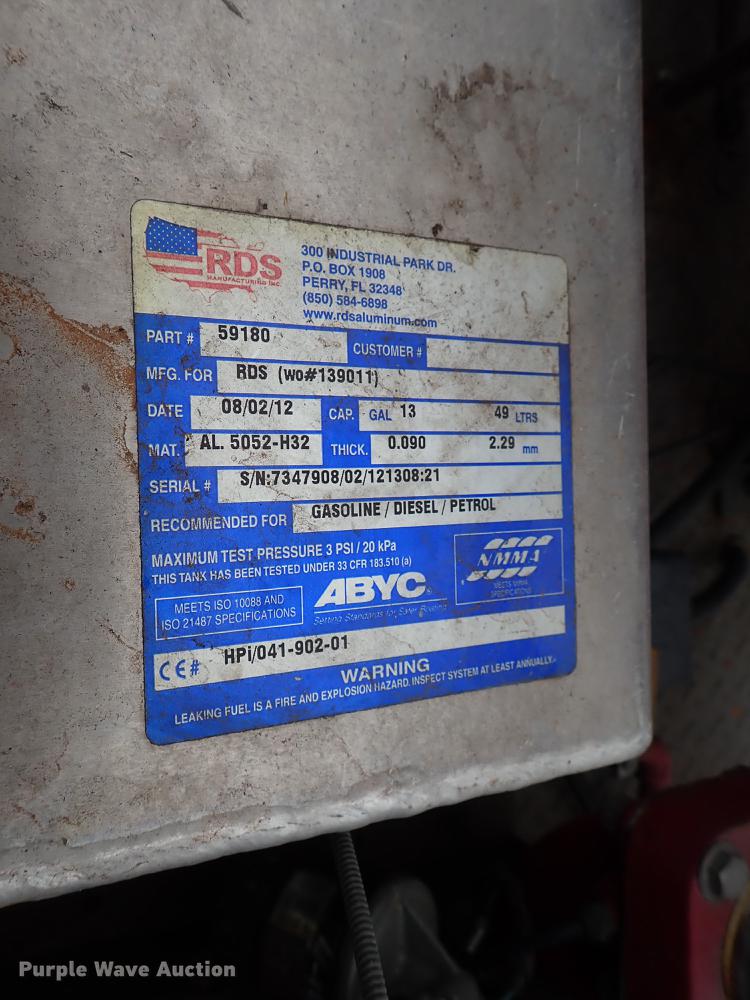 RDS
MANUFACTURING INC
300 INDUSTRIAL PARK DR.
P.O. BOX 1908
PERRY, FL 32348
(850) 584-6898
www.rdsaluminum.com
PART # 59180 CUSTOMER #
MFG. FOR RDS (wo#139011)
DATE 08/02/12 CAP. GAL 13 49 LTRS
MAT. AL. 5052-H32 THICK. 0.090 2.29 mm
SERIAL # S/N:7347908/02/121308:21
RECOMMENDED FOR GASOLINE / DIESEL / PETROL
MAXIMUM TEST PRESSURE 3 PSI / 20 kPa
THIS TANK HAS BEEN TESTED UNDER 33 CFR 183.510 (a)
MEETS ISO 10088 AND
ISO 21487 SPECIFICATIONS
ABYC
Setting Standards for Safer Boating
NMMA
MEETS NMMA
SPECIFICATIONS
CE# HPi/041-902-01
WARNING
LEAKING FUEL IS A FIRE AND EXPLOSION HAZARD. INSPECT SYSTEM AT LEAST ANNUALLY.
Purple Wave Auction